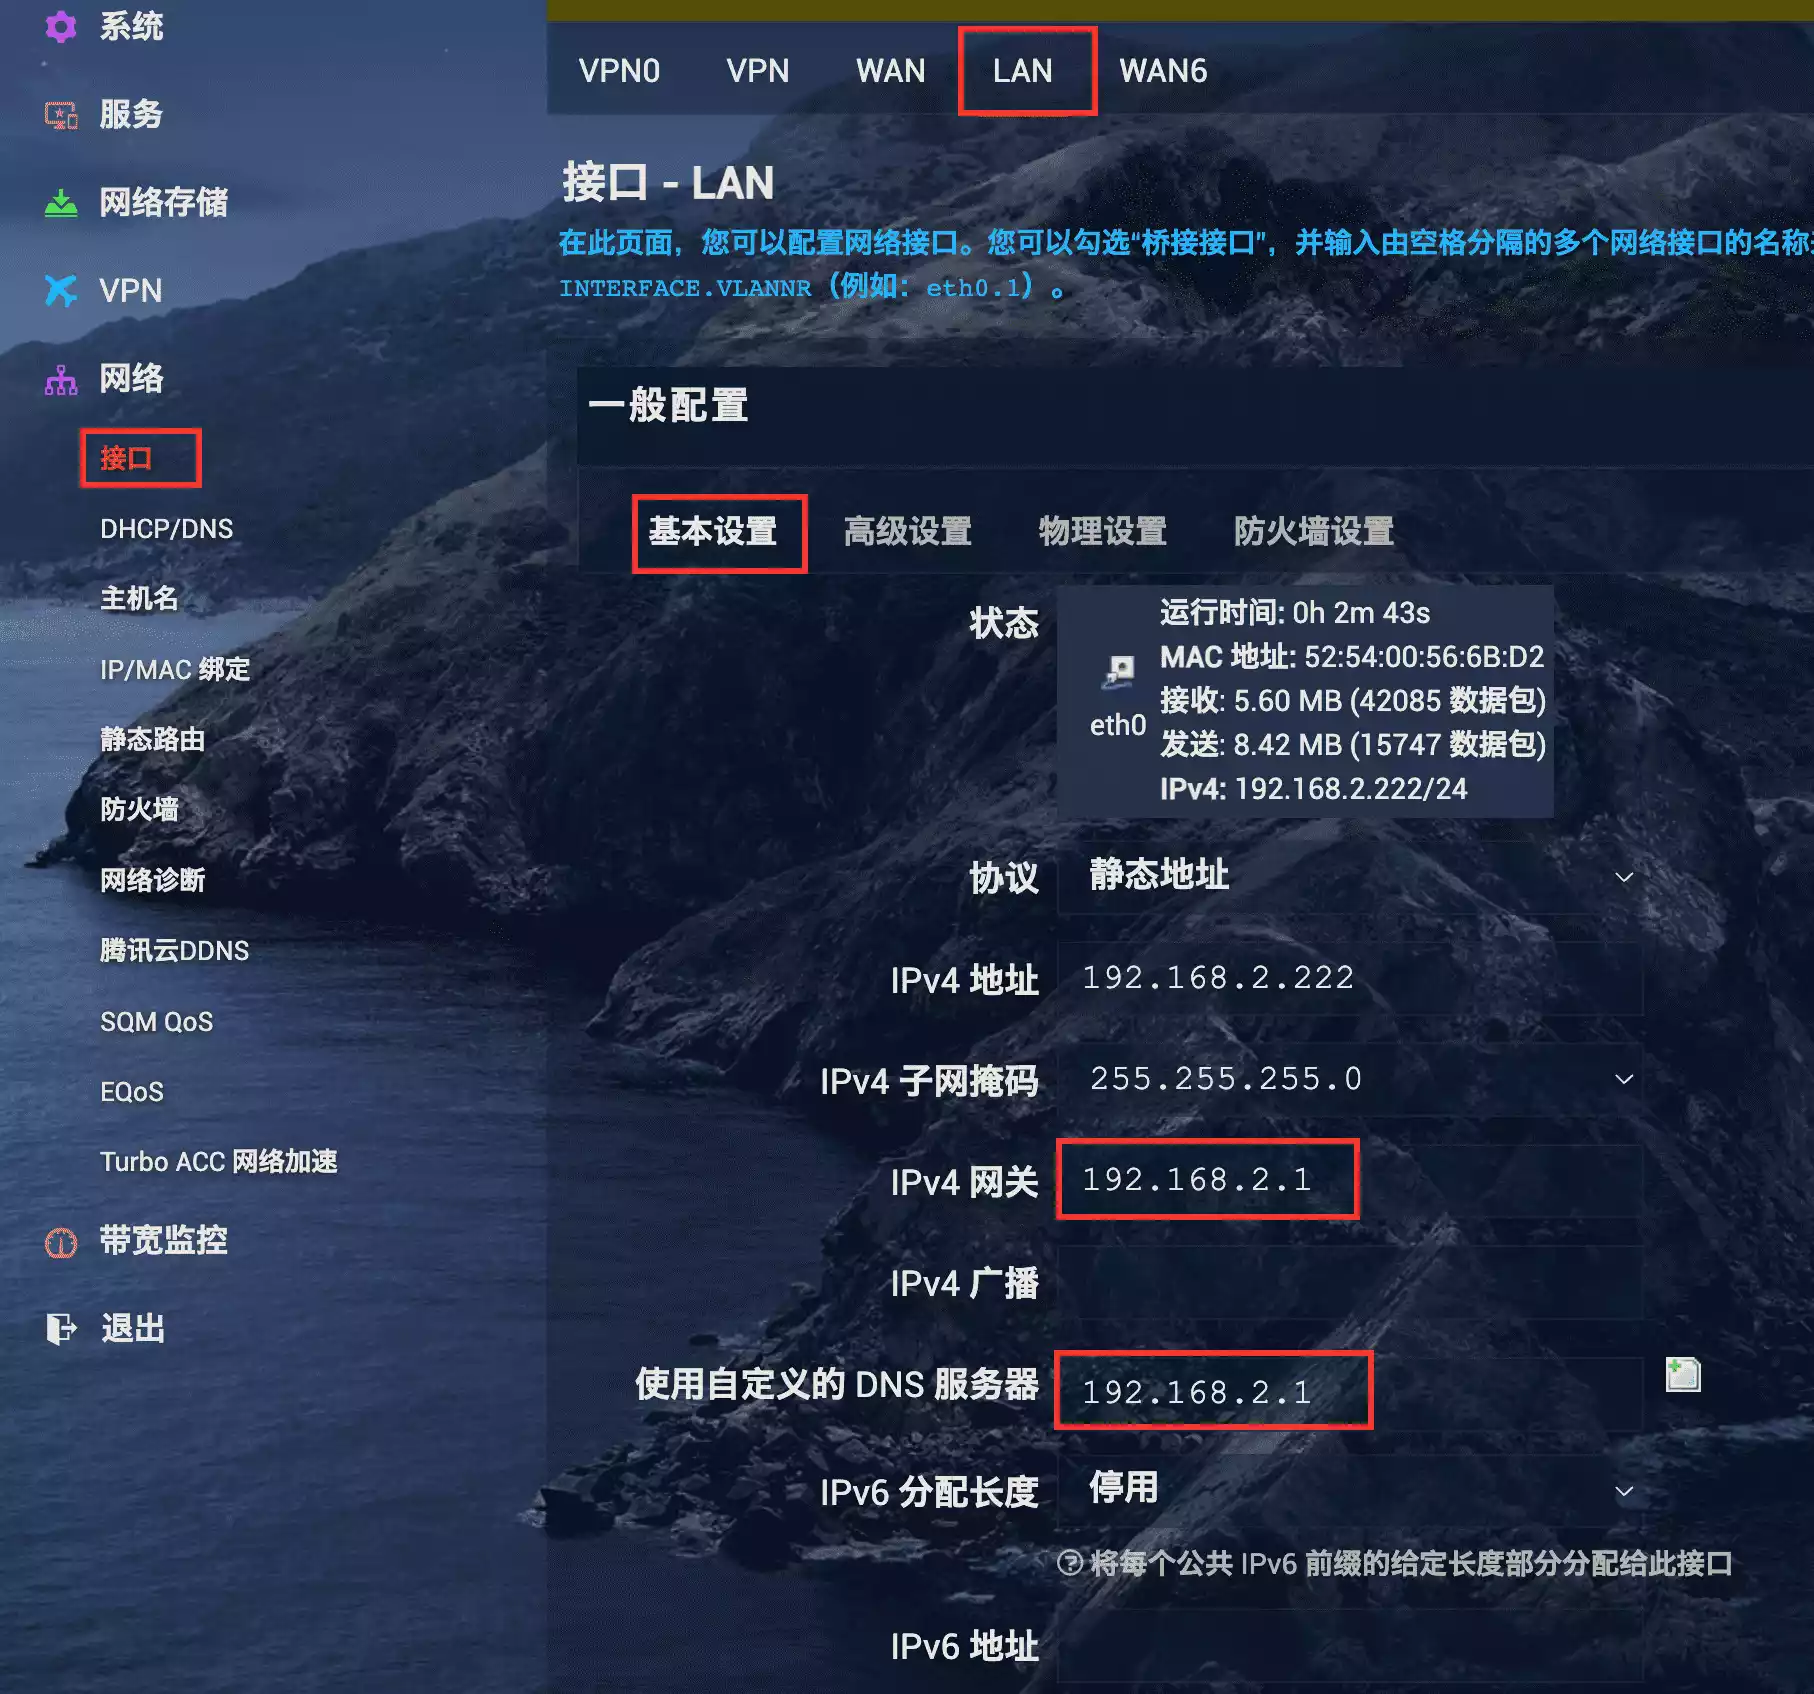 系统
服务
网络存储
VPN
网络
接口
DHCP/DNS
主机名
IP/MAC 绑定
静态路由
防火墙
网络诊断
腾讯云DDNS
SQM QoS
EQoS
Turbo ACC 网络加速
带宽监控
退出
VPN0 VPN WAN LAN WAN6
接口 - LAN
在此页面，您可以配置网络接口。您可以勾选“桥接接口”，并输入由空格分隔的多个网络接口的名称
INTERFACE.VLANNR（例如：eth0.1）。
一般配置
基本设置 高级设置 物理设置 防火墙设置
状态
eth0
运行时间: 0h 2m 43s
MAC 地址: 52:54:00:56:6B:D2
接收: 5.60 MB (42085 数据包)
发送: 8.42 MB (15747 数据包)
IPv4: 192.168.2.222/24
协议 静态地址
IPv4 地址 192.168.2.222
IPv4 子网掩码 255.255.255.0
IPv4 网关 192.168.2.1
IPv4 广播
使用自定义的 DNS 服务器 192.168.2.1
IPv6 分配长度 停用
将每个公共 IPv6 前缀的给定长度部分分配给此接口
IPv6 地址